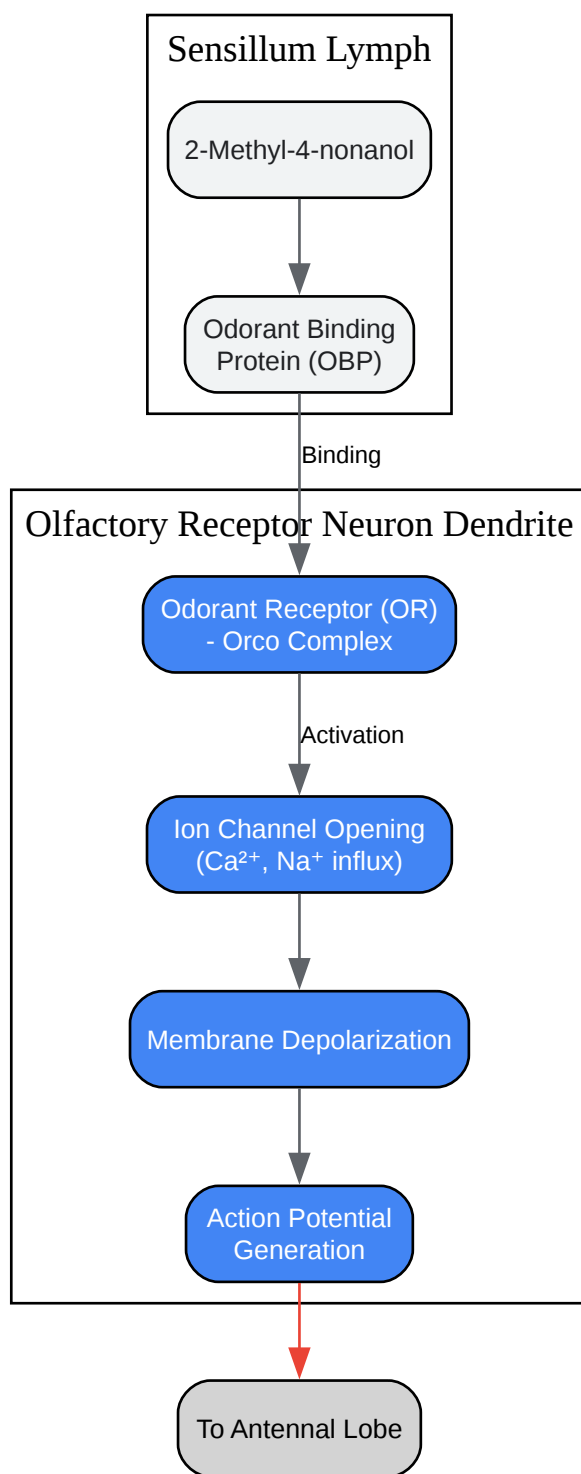 Sensillum Lymph
2-Methyl-4-nonanol
Odorant Binding
Protein (OBP)
Binding
Olfactory Receptor Neuron Dendrite
Odorant Receptor (OR)
- Orco Complex
Activation
Ion Channel Opening
(Ca²⁺, Na⁺ influx)
Membrane Depolarization
Action Potential
Generation
To Antennal Lobe